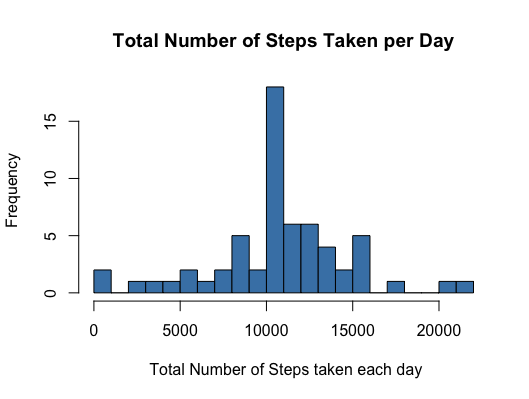 Total Number of Steps Taken per Day
Frequency
15
10
5
0
0 5000 10000 15000 20000
Total Number of Steps taken each day